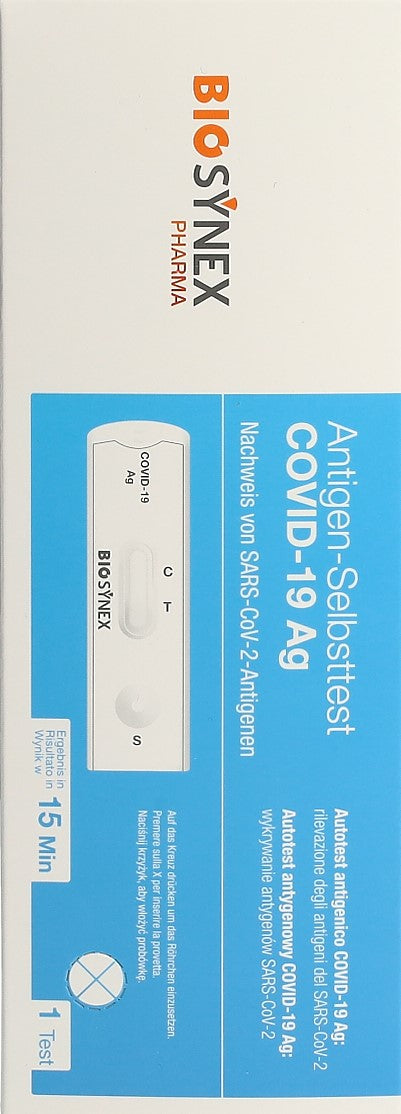 BIOSYNEX
PHARMA
Antigen-Selbsttest
COVID-19 Ag
Nachweis von SARS-CoV-2-Antigenen
Autotest antigenico COVID-19 Ag:
rilevazione degli antigeni del SARS-CoV-2
Autotest antygenowy COVID-19 Ag:
wykrywanie antygenów SARS-CoV-2
COVID-19
Ag
C
T
BIOSYNEX
S
Auf das Kreuz drücken um das Röhrchen einzusetzen.
Premere sulla X per inserire la provetta.
Naciśnij krzyżyk, aby włożyć probówkę.
Ergebnis in
Risultato in
Wynik w
15 Min
1 Test